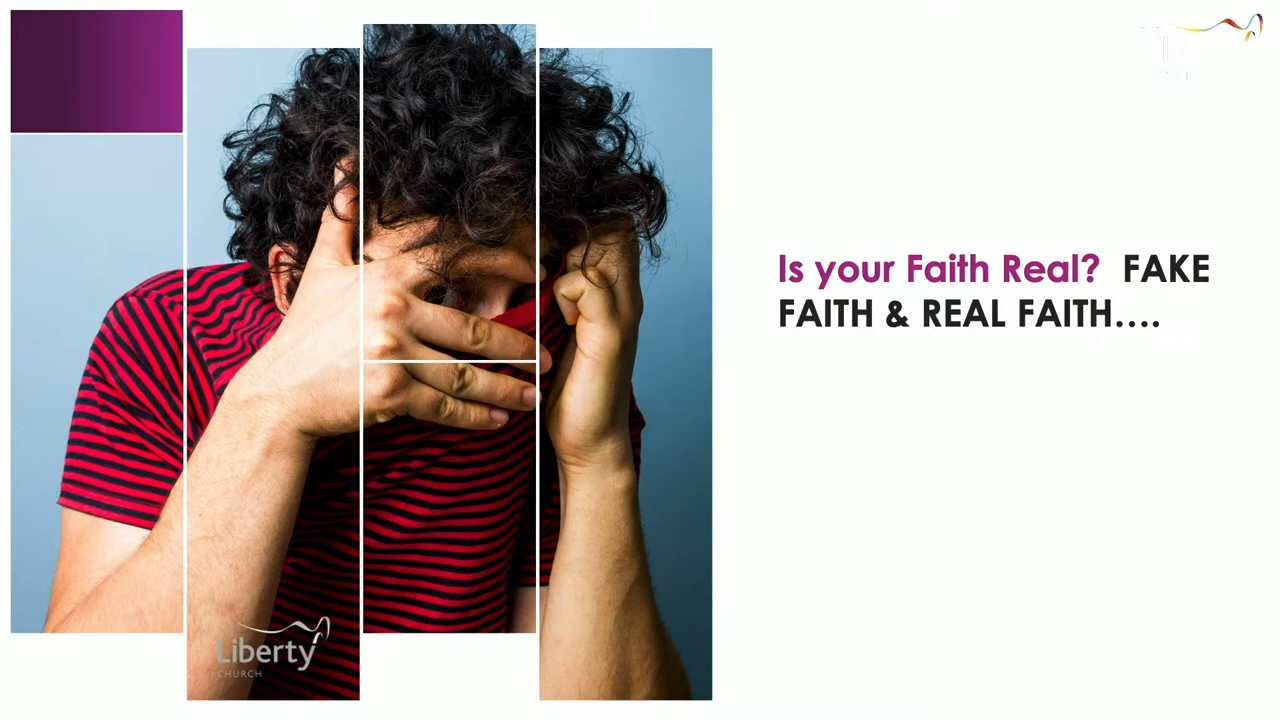 Is your Faith Real?  FAKE
FAITH & REAL FAITH....
Liberty
CHURCH